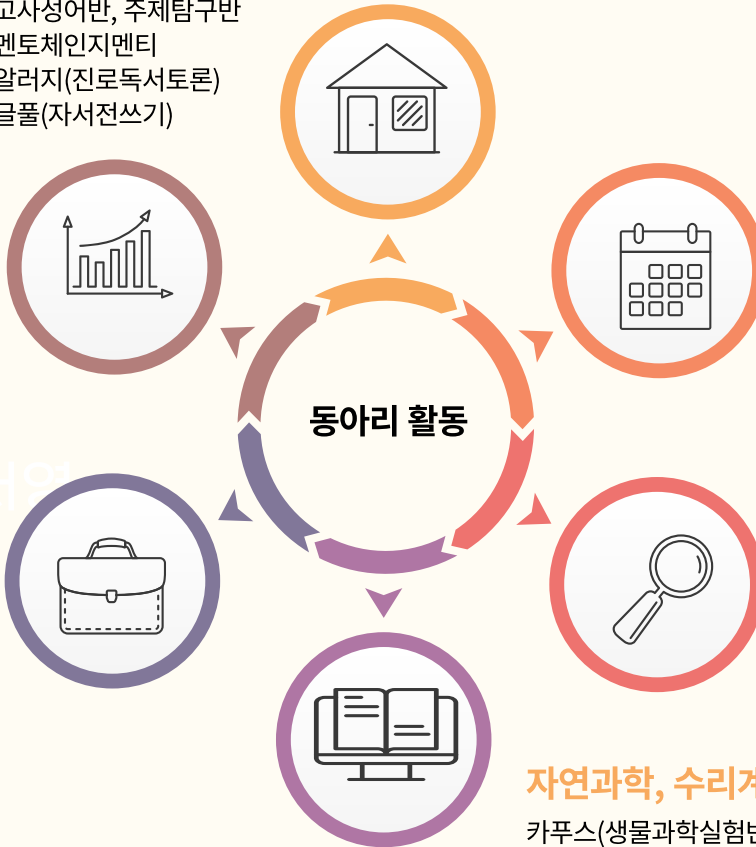 고사성어반, 주제탐구반
멘토체인지멘티
알러지(진로독서토론)
글풀(자서전쓰기)
동아리 활동
자연과학, 수리계
카푸스(생물과학실험반